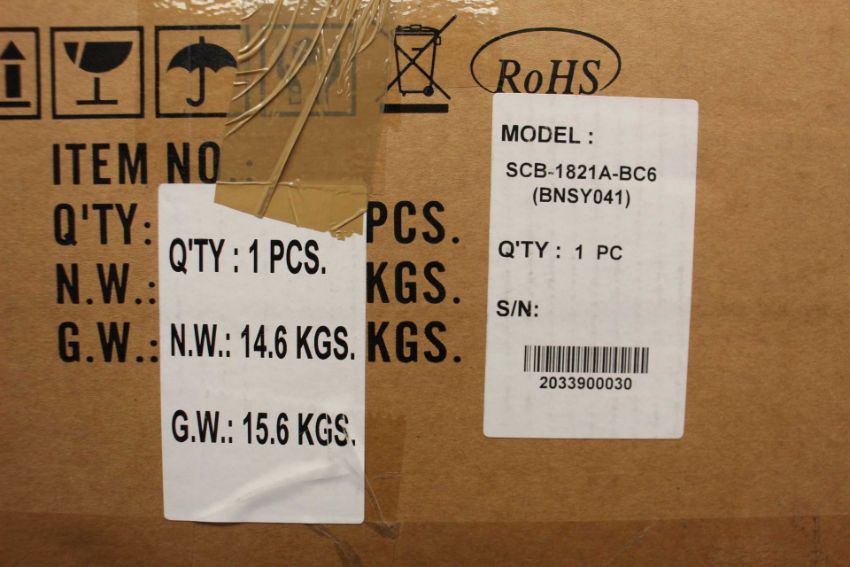 RoHS
ITEM NO.:
Q'TY: PCS.
N.W.: KGS.
G.W.: KGS.
Q'TY : 1 PCS.
N.W.: 14.6 KGS.
G.W.: 15.6 KGS.
MODEL :
SCB-1821A-BC6
(BNSY041)
Q'TY : 1 PC
S/N:
2033900030